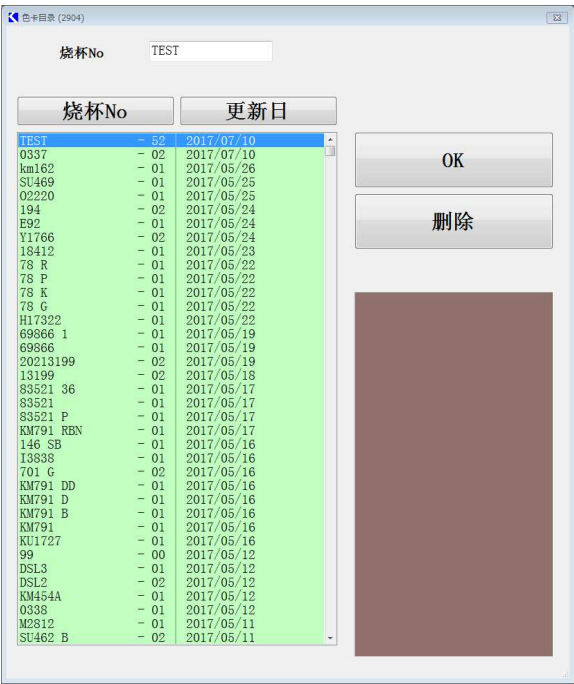 色卡目录 (2904)
烧杯No TEST
烧杯No 更新日
TEST - 52 2017/07/10
0337 - 02 2017/07/10
km162 - 01 2017/05/26
SU469 - 01 2017/05/25
02220 - 01 2017/05/25
194 - 02 2017/05/24
E92 - 01 2017/05/24
Y1766 - 02 2017/05/24
18412 - 01 2017/05/23
78 R - 01 2017/05/22
78 P - 01 2017/05/22
78 K - 01 2017/05/22
78 G - 01 2017/05/22
H17322 - 01 2017/05/22
69866 1 - 01 2017/05/19
69866 - 01 2017/05/19
20213199 - 02 2017/05/19
13199 - 02 2017/05/18
83521 36 - 01 2017/05/17
83521 - 01 2017/05/17
83521 P - 01 2017/05/17
KM791 RBN - 01 2017/05/17
146 SB - 01 2017/05/16
I3838 - 01 2017/05/16
701 G - 02 2017/05/16
KM791 DD - 01 2017/05/16
KM791 D - 01 2017/05/16
KM791 B - 01 2017/05/16
KM791 - 01 2017/05/16
KU1727 - 01 2017/05/16
99 - 00 2017/05/12
DSL3 - 01 2017/05/12
DSL2 - 02 2017/05/12
KM454A - 01 2017/05/12
0338 - 01 2017/05/12
M2812 - 01 2017/05/11
SU462 B - 02 2017/05/11
OK
删除